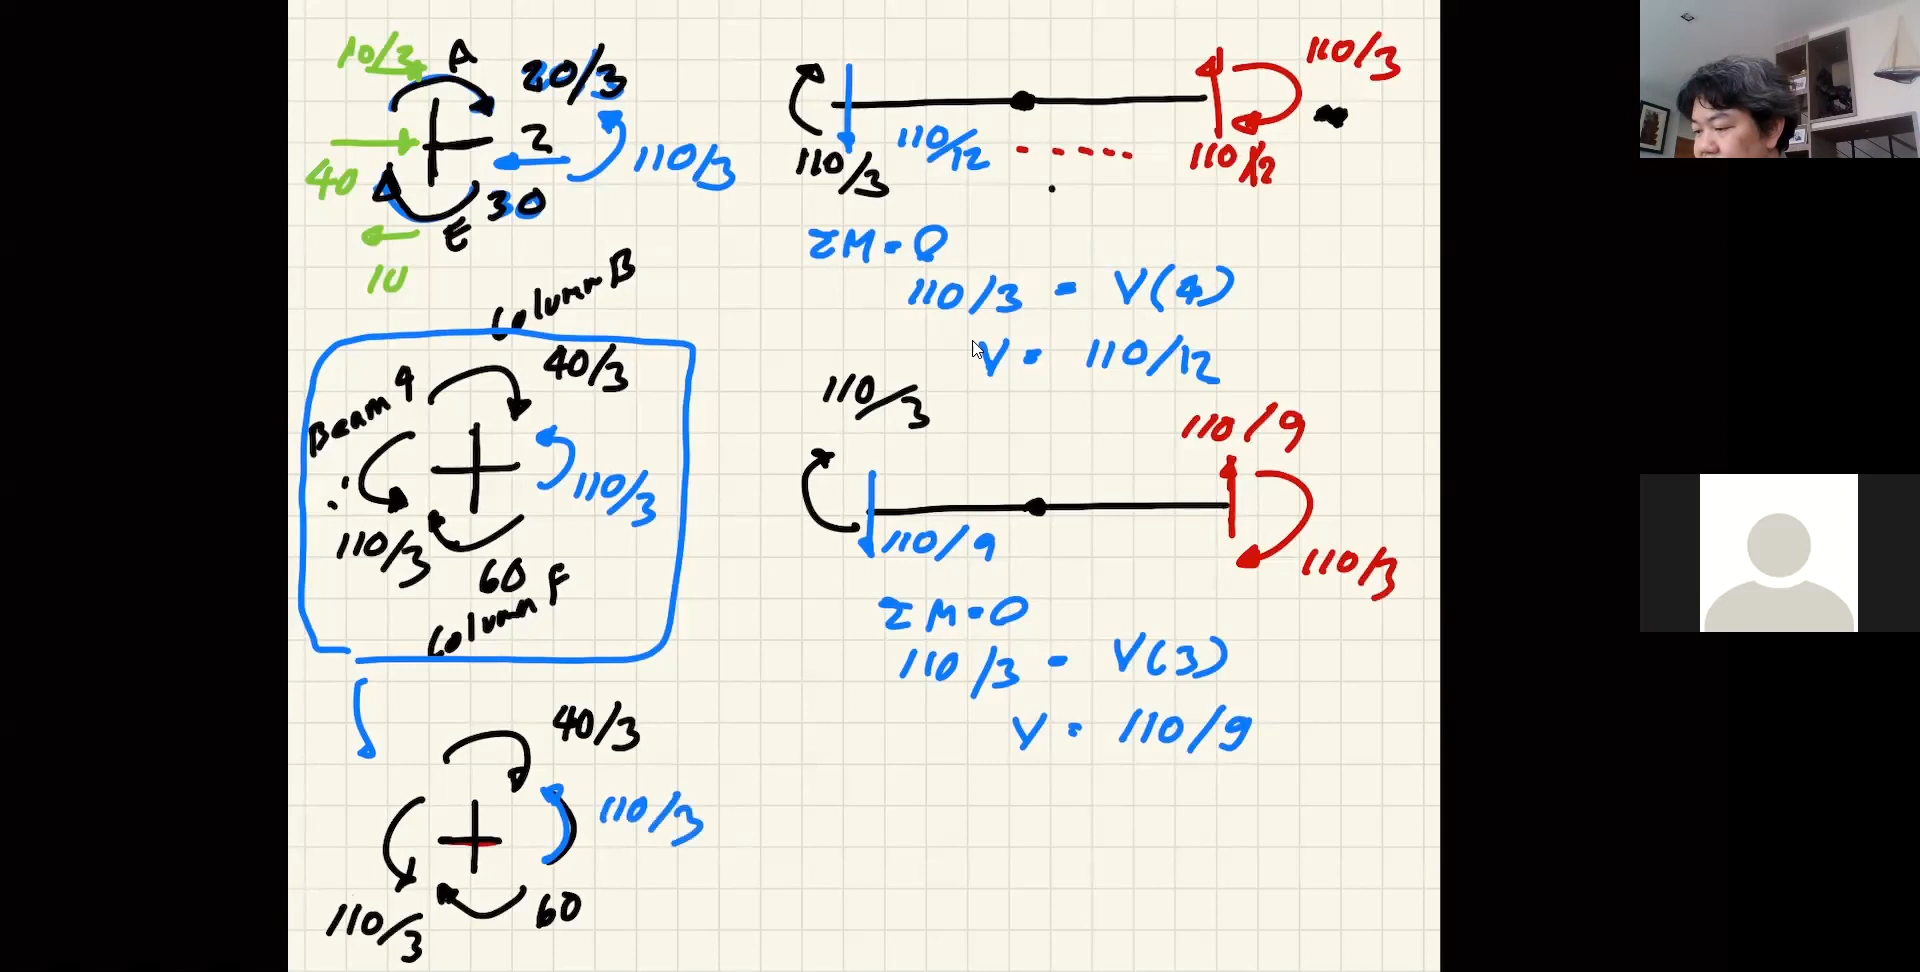 10/3
A
20/3
2
110/3
40
30
E
10
Column B
40/3
Beam 9
110/3
110/3
60
Column F
40/3
110/3
60
110/3
110/3
110/12
110/12
110/3
ΣM = 0
110/3 = V(4)
V = 110/12
110/3
110/9
110/9
110/3
ΣM = 0
110/3 = V(3)
V = 110/9